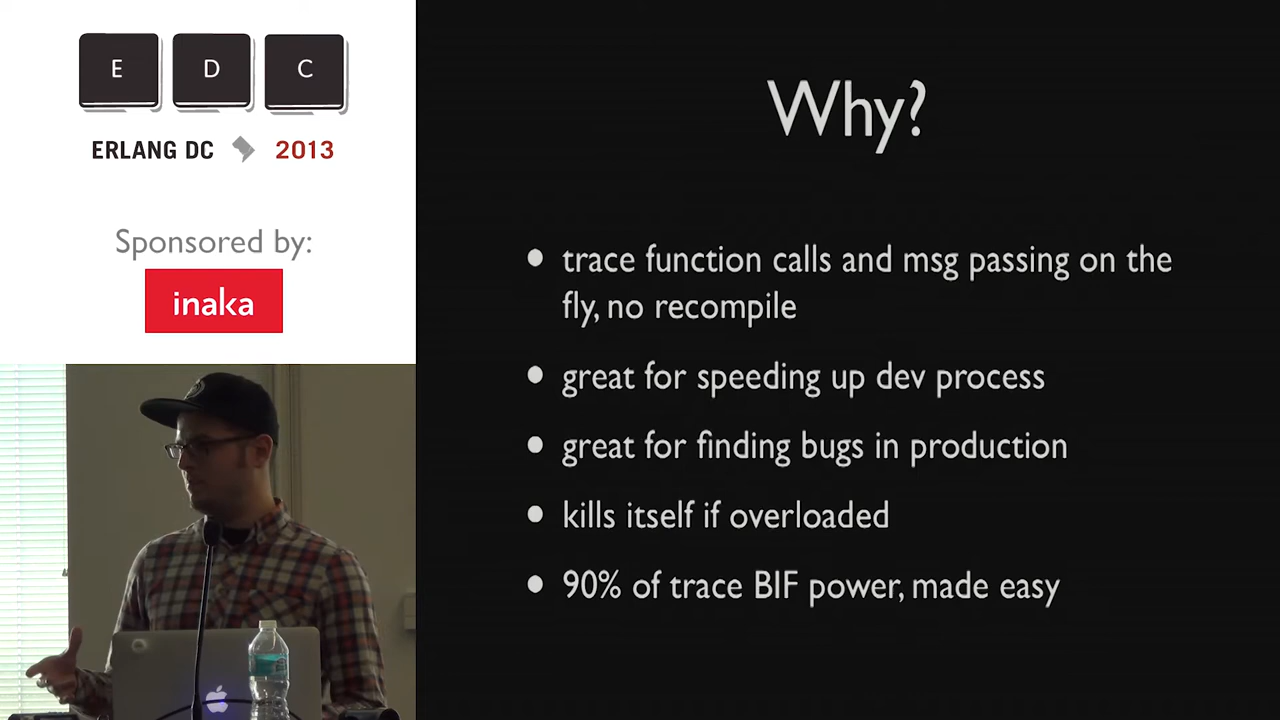 E D C
ERLANG DC 2013
Sponsored by:
inaka
Why?
• trace function calls and msg passing on the
fly, no recompile
• great for speeding up dev process
• great for finding bugs in production
• kills itself if overloaded
• 90% of trace BIF power, made easy